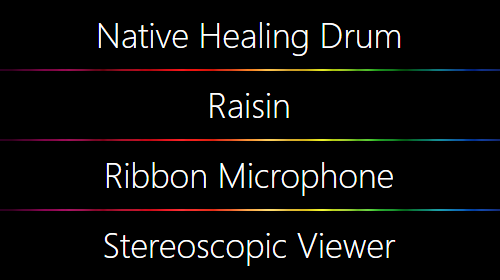 Native Healing Drum
Raisin
Ribbon Microphone
Stereoscopic Viewer